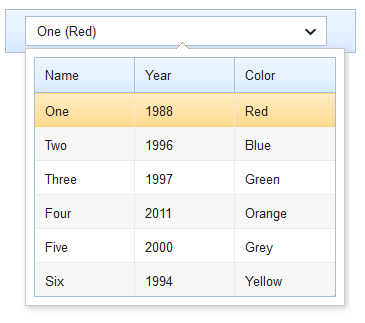 One (Red)
Name Year Color
One 1988 Red
Two 1996 Blue
Three 1997 Green
Four 2011 Orange
Five 2000 Grey
Six 1994 Yellow